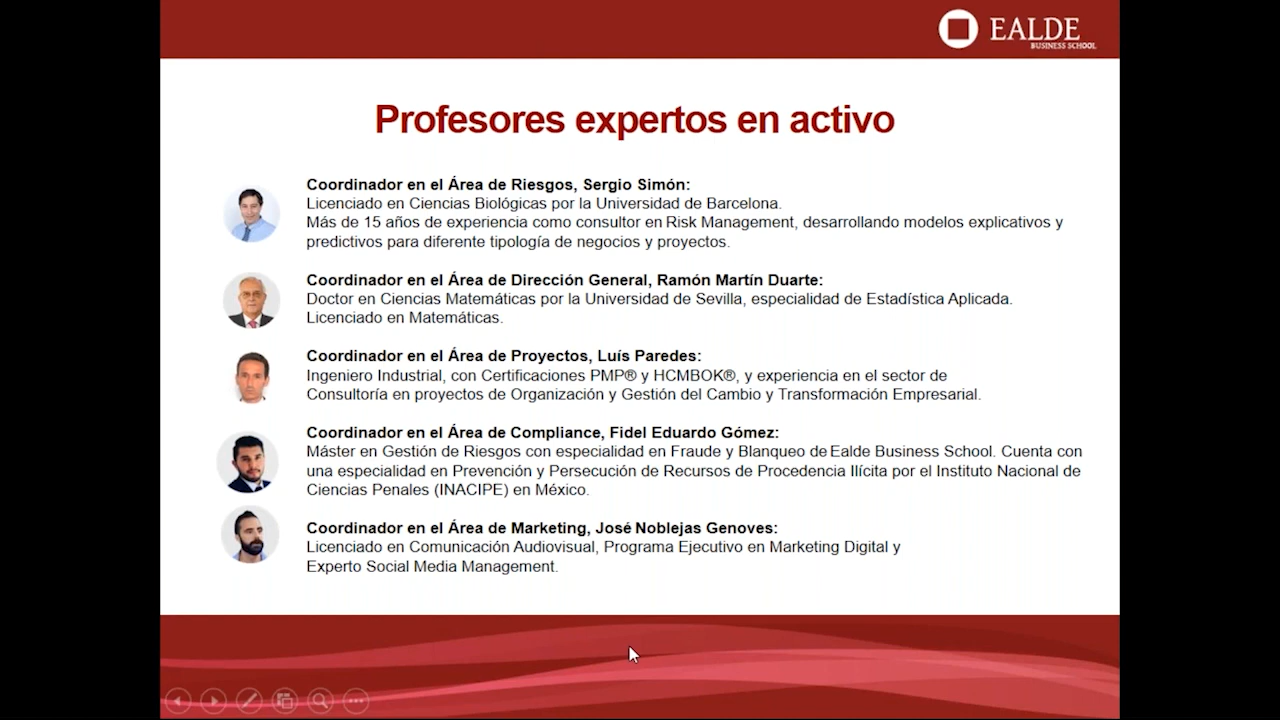 EALDE
BUSINESS SCHOOL
Profesores expertos en activo
Coordinador en el Área de Riesgos, Sergio Simón:
Licenciado en Ciencias Biológicas por la Universidad de Barcelona.
Más de 15 años de experiencia como consultor en Risk Management, desarrollando modelos explicativos y
predictivos para diferente tipología de negocios y proyectos.
Coordinador en el Área de Dirección General, Ramón Martín Duarte:
Doctor en Ciencias Matemáticas por la Universidad de Sevilla, especialidad de Estadística Aplicada.
Licenciado en Matemáticas.
Coordinador en el Área de Proyectos, Luís Paredes:
Ingeniero Industrial, con Certificaciones PMP® y HCMBOK®, y experiencia en el sector de
Consultoría en proyectos de Organización y Gestión del Cambio y Transformación Empresarial.
Coordinador en el Área de Compliance, Fidel Eduardo Gómez:
Máster en Gestión de Riesgos con especialidad en Fraude y Blanqueo de Ealde Business School. Cuenta con
una especialidad en Prevención y Persecución de Recursos de Procedencia Ilícita por el Instituto Nacional de
Ciencias Penales (INACIPE) en México.
Coordinador en el Área de Marketing, José Noblejas Genoves:
Licenciado en Comunicación Audiovisual, Programa Ejecutivo en Marketing Digital y
Experto Social Media Management.